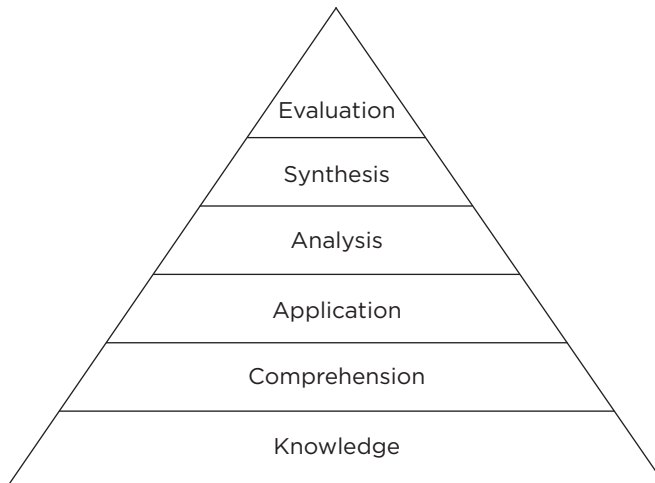 Evaluation
Synthesis
Analysis
Application
Comprehension
Knowledge